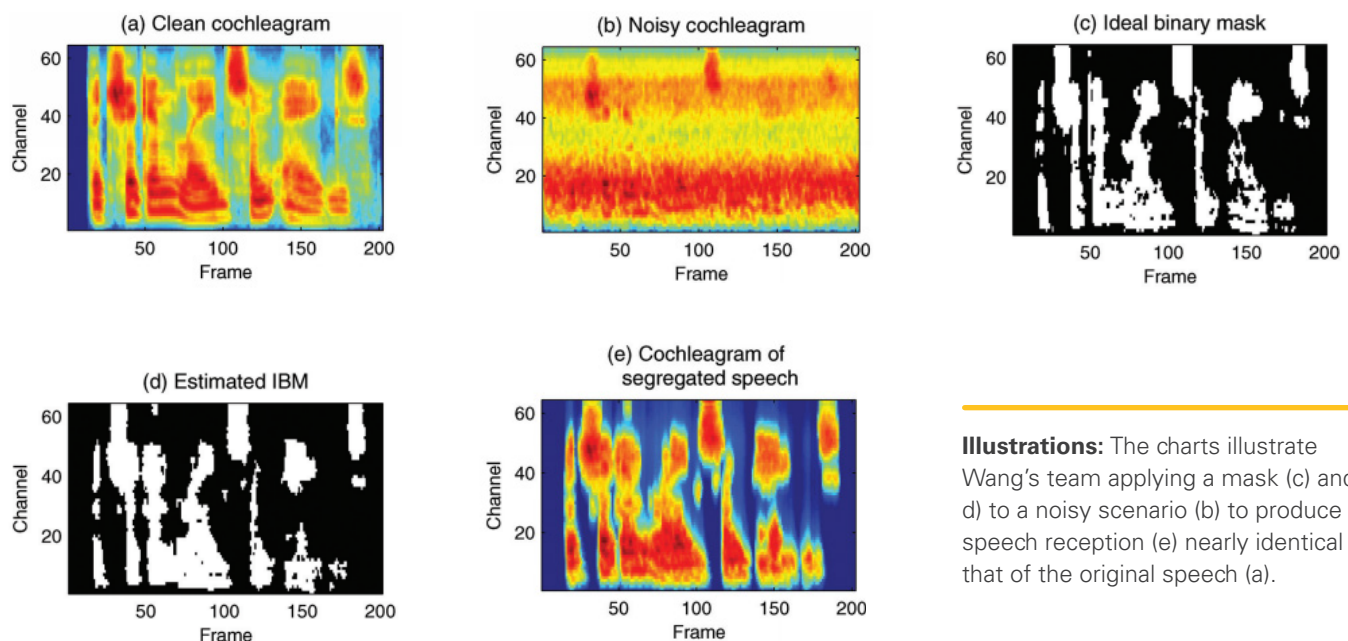 (a) Clean cochleagram
60
40
20
Channel
50
100
150
200
Frame
(b) Noisy cochleagram
60
40
20
Channel
50
100
150
200
Frame
(c) Ideal binary mask
60
40
20
Channel
50
100
150
200
Frame
(d) Estimated IBM
60
40
20
Channel
50
100
150
200
Frame
(e) Cochleagram of
segregated speech
60
40
20
Channel
50
100
150
200
Frame
Illustrations: The charts illustrate
Wang's team applying a mask (c) and
d) to a noisy scenario (b) to produce
speech reception (e) nearly identical
that of the original speech (a).